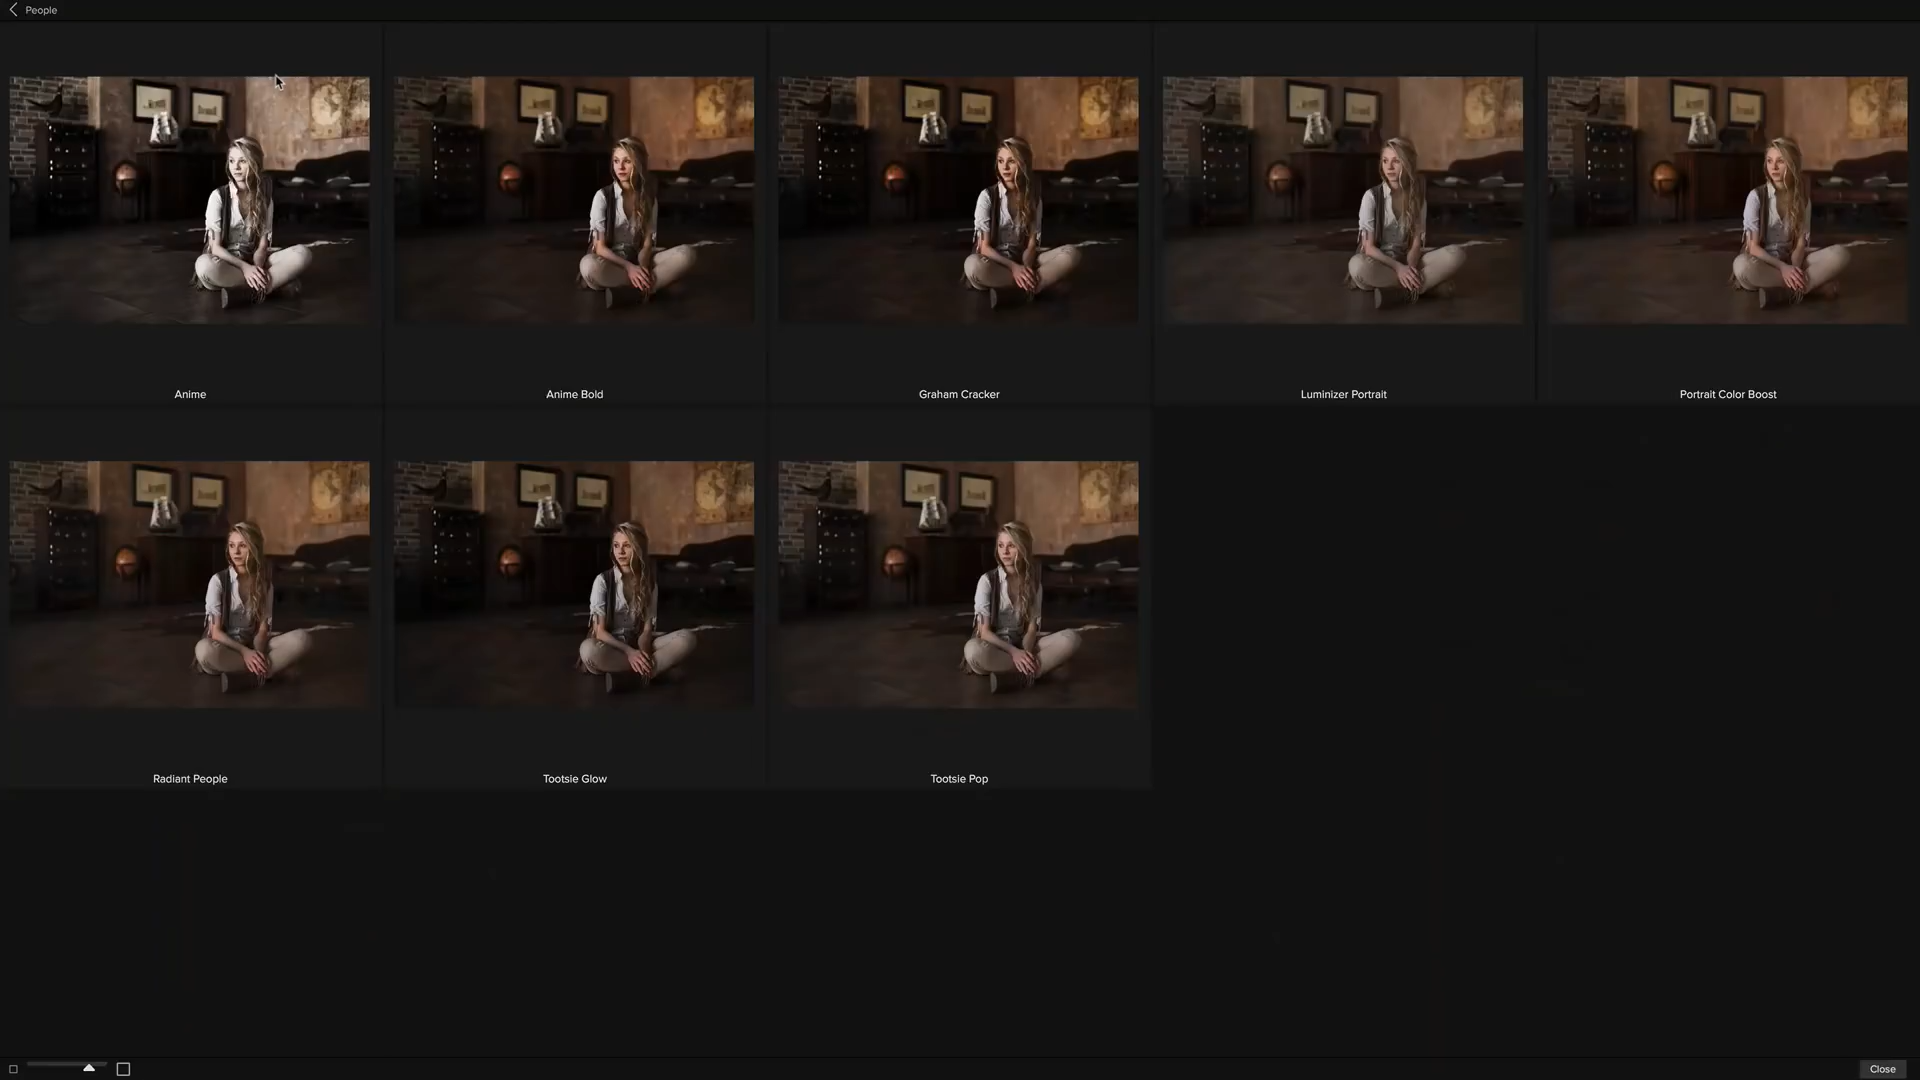 People
Anime
Anime Bold
Graham Cracker
Luminizer Portrait
Portrait Color Boost
Radiant People
Tootsie Glow
Tootsie Pop
Close